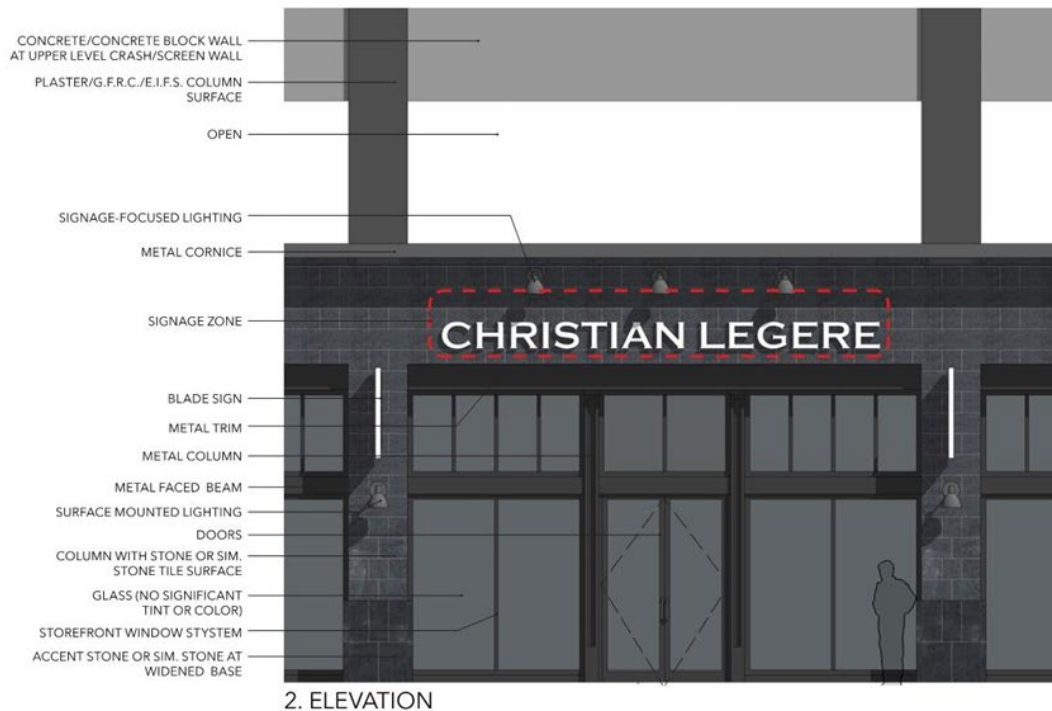 CONCRETE/CONCRETE BLOCK WALL
AT UPPER LEVEL CRASH/SCREEN WALL
PLASTER/G.F.R.C./E.I.F.S. COLUMN
SURFACE
OPEN
SIGNAGE-FOCUSED LIGHTING
METAL CORNICE
SIGNAGE ZONE
CHRISTIAN LEGERE
BLADE SIGN
METAL TRIM
METAL COLUMN
METAL FACED BEAM
SURFACE MOUNTED LIGHTING
DOORS
COLUMN WITH STONE OR SIM.
STONE TILE SURFACE
GLASS (NO SIGNIFICANT
TINT OR COLOR)
STOREFRONT WINDOW STYSTEM
ACCENT STONE OR SIM. STONE AT
WIDENED BASE
2. ELEVATION